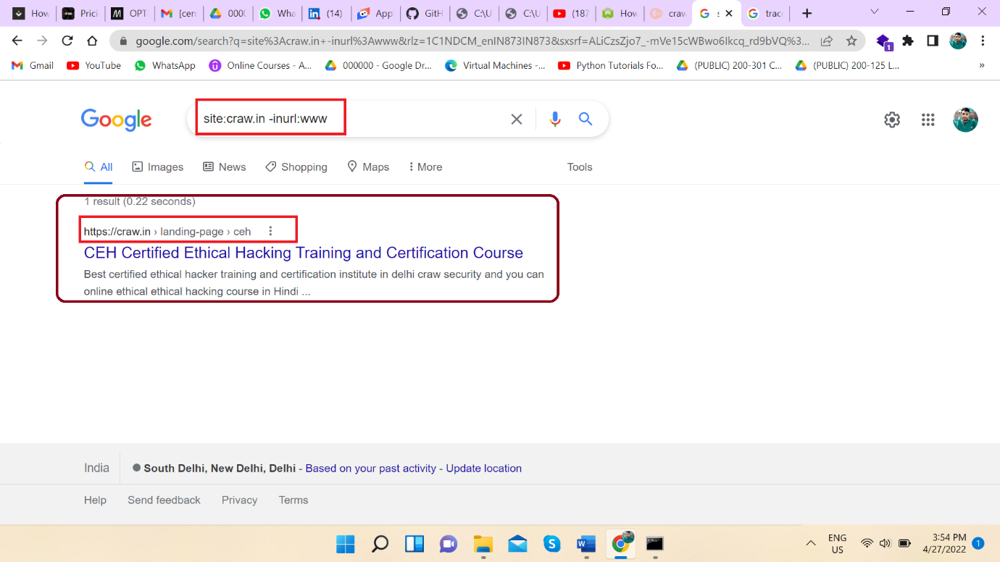 How
Prici
OPT
[cen
000
Wha
(14)
App
GitH
C:\U
C:\U
(187
How
craw
s
trac
google.com/search?q=site%3Acraw.in+-inurl%3Awww&rlz=1C1NDCM_enIN873IN873&sxsrf=ALiCzsZjo7_-mVe15cWBwo6Ikcq_rd9bVQ%3...
1
Gmail
YouTube
WhatsApp
Online Courses - A...
000000 - Google Dr...
Virtual Machines -...
Python Tutorials Fo...
(PUBLIC) 200-301 C...
(PUBLIC) 200-125 L...
»
Google
site:craw.in -inurl:www
All
Images
News
Shopping
Maps
More
Tools
1 result (0.22 seconds)
https://craw.in › landing-page › ceh
CEH Certified Ethical Hacking Training and Certification Course
Best certified ethical hacker training and certification institute in delhi craw security and you can
online ethical ethical hacking course in Hindi ...
India
South Delhi, New Delhi, Delhi - Based on your past activity - Update location
Help
Send feedback
Privacy
Terms
ENG
US
3:54 PM
4/27/2022
1